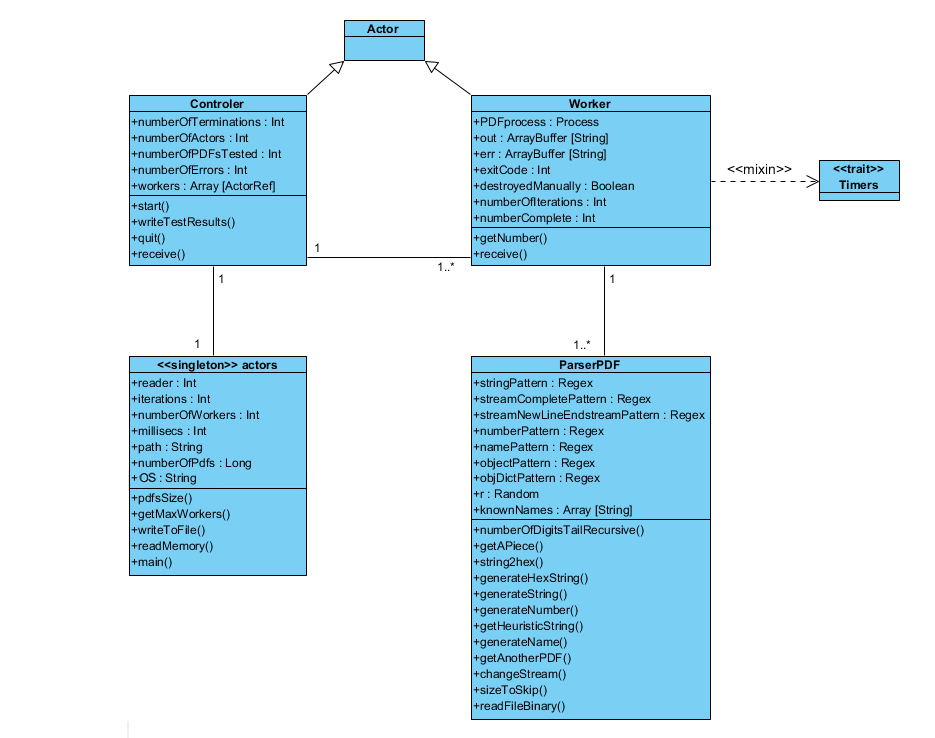 Actor
Controler
+numberOfTerminations : Int
+numberOfActors : Int
+numberOfPDFsTested : Int
+numberOfErrors : Int
+workers : Array [ActorRef]
+start()
+writeTestResults()
+quit()
+receive()
Worker
+PDFprocess : Process
+out : ArrayBuffer [String]
+err : ArrayBuffer [String]
+exitCode : Int
+destroyedManually : Boolean
+numberOfIterations : Int
+numberComplete : Int
+getNumber()
+receive()
<<mixin>>
<<trait>>
Timers
1
1..*
1
1
1
1..*
<<singleton>> actors
+reader : Int
+iterations : Int
+numberOfWorkers : Int
+millisecs : Int
+path : String
+numberOfPdfs : Long
+OS : String
+pdfsSize()
+getMaxWorkers()
+writeToFile()
+readMemory()
+main()
ParserPDF
+stringPattern : Regex
+streamCompletePattern : Regex
+streamNewLineEndstreamPattern : Regex
+numberPattern : Regex
+namePattern : Regex
+objectPattern : Regex
+objDictPattern : Regex
+r : Random
+knownNames : Array [String]
+numberOfDigitsTailRecursive()
+getAPiece()
+string2hex()
+generateHexString()
+generateString()
+generateNumber()
+getHeuristicString()
+generateName()
+getAnotherPDF()
+changeStream()
+sizeToSkip()
+readFileBinary()